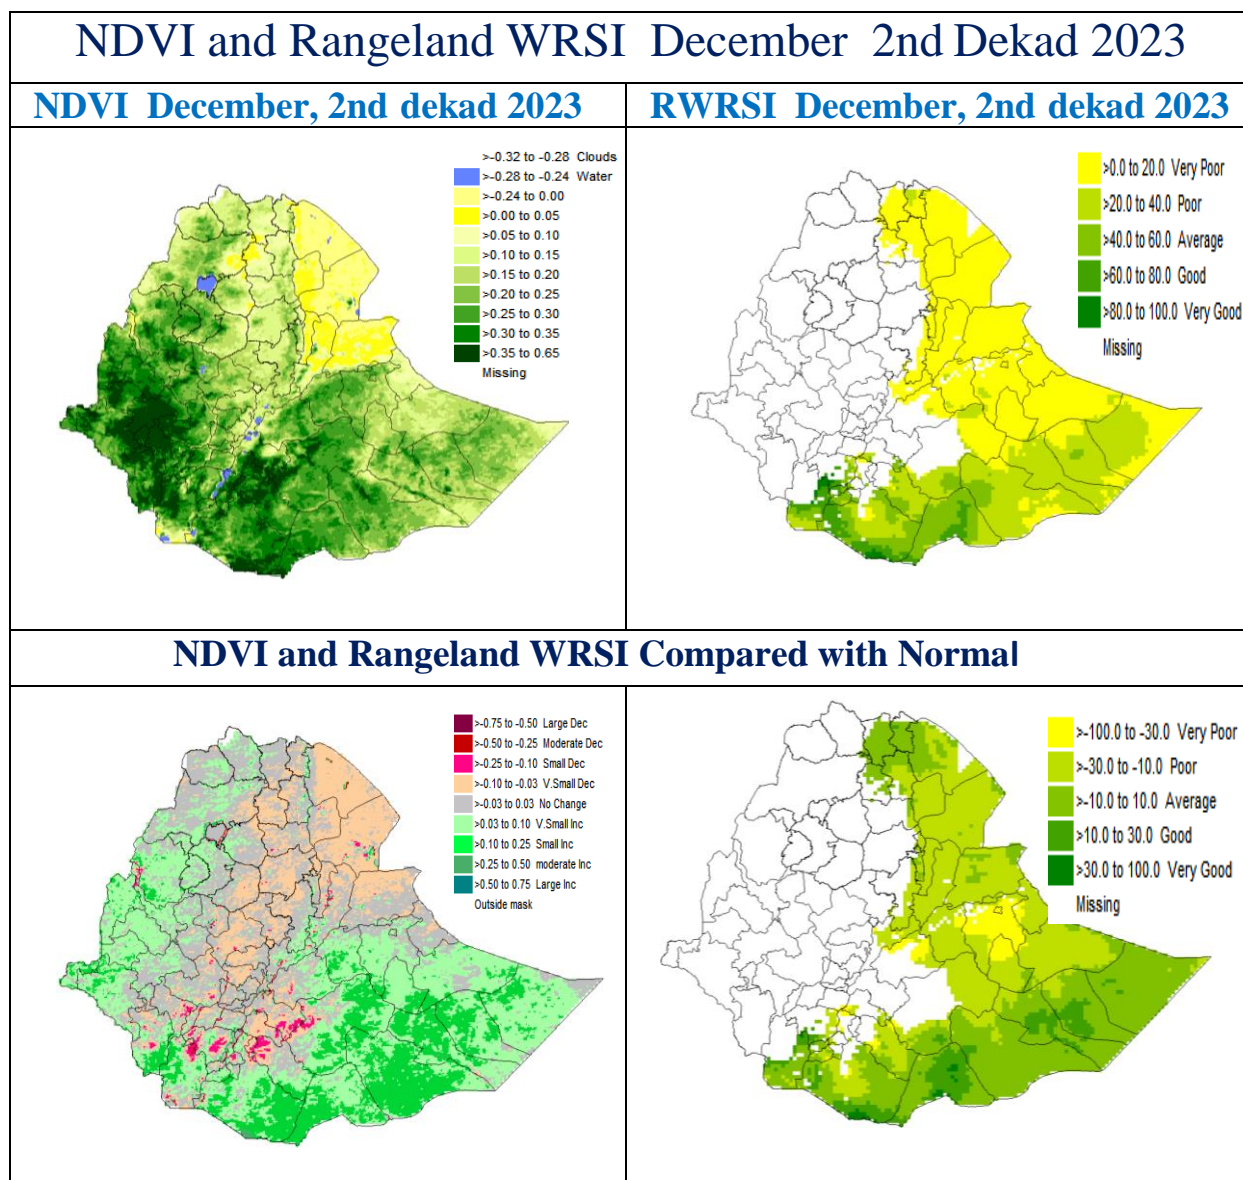 NDVI and Rangeland WRSI December 2nd Dekad 2023
NDVI December, 2nd dekad 2023
RWRSI December, 2nd dekad 2023
>-0.32 to -0.28 Clouds
>-0.28 to -0.24 Water
>-0.24 to 0.00
>0.00 to 0.05
>0.05 to 0.10
>0.10 to 0.15
>0.15 to 0.20
>0.20 to 0.25
>0.25 to 0.30
>0.30 to 0.35
>0.35 to 0.65
Missing
>0.0 to 20.0 Very Poor
>20.0 to 40.0 Poor
>40.0 to 60.0 Average
>60.0 to 80.0 Good
>80.0 to 100.0 Very Good
Missing
NDVI and Rangeland WRSI Compared with Normal
>-0.75 to -0.50 Large Dec
>-0.50 to -0.25 Moderate Dec
>-0.25 to -0.10 Small Dec
>-0.10 to -0.03 V.Small Dec
>-0.03 to 0.03 No Change
>0.03 to 0.10 V.Small Inc
>0.10 to 0.25 Small Inc
>0.25 to 0.50 moderate Inc
>0.50 to 0.75 Large Inc
Outside mask
>-100.0 to -30.0 Very Poor
>-30.0 to -10.0 Poor
>-10.0 to 10.0 Average
>10.0 to 30.0 Good
>30.0 to 100.0 Very Good
Missing